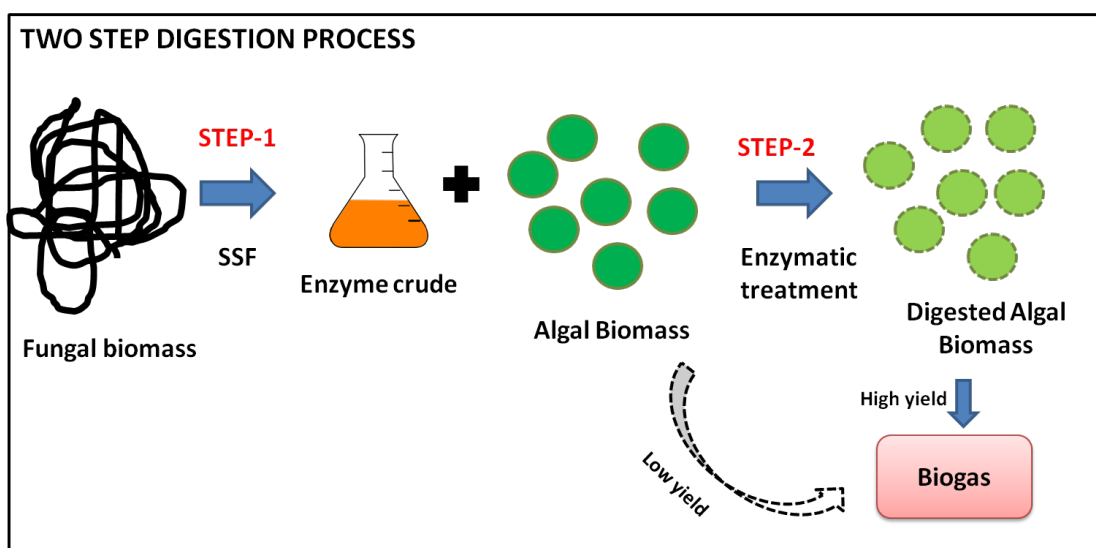 TWO STEP DIGESTION PROCESS
STEP-1
SSF
Fungal biomass
Enzyme crude
Algal Biomass
STEP-2
Enzymatic
treatment
Digested Algal
Biomass
High yield
Low yield
Biogas